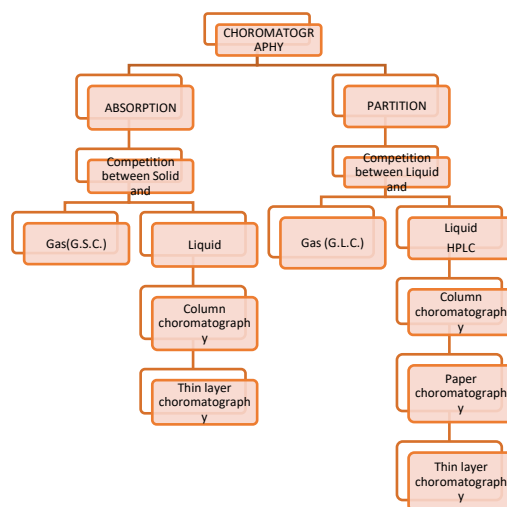 CHOROMATOGR
APHY
ABSORPTION
PARTITION
Competition
between Solid
and
Competition
between Liquid
and
Gas(G.S.C.)
Liquid
Gas (G.L.C.)
Liquid
HPLC
Column
choromatograph
y
Column
choromatograph
y
Thin layer
choromatograph
y
Paper
choromatograph
y
Thin layer
choromatograph
y